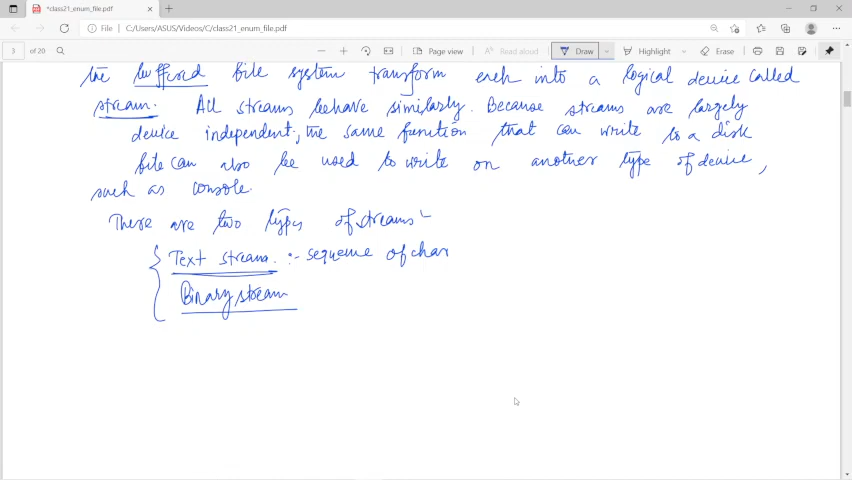 *class21_enum_file.pdf
File C:/Users/ASUS/Videos/C/class21_enum_file.pdf
3 of 20 Page view Read aloud Draw Highlight Erase
the buffered file system transform each into a logical device called
stream. All streams behave similarly. Because streams are largely
device independent, the same function that can write to a disk
file can also be used to write on another type of device,
such as console.
There are two types of streams-
Text stream :- sequence of char
Binary stream